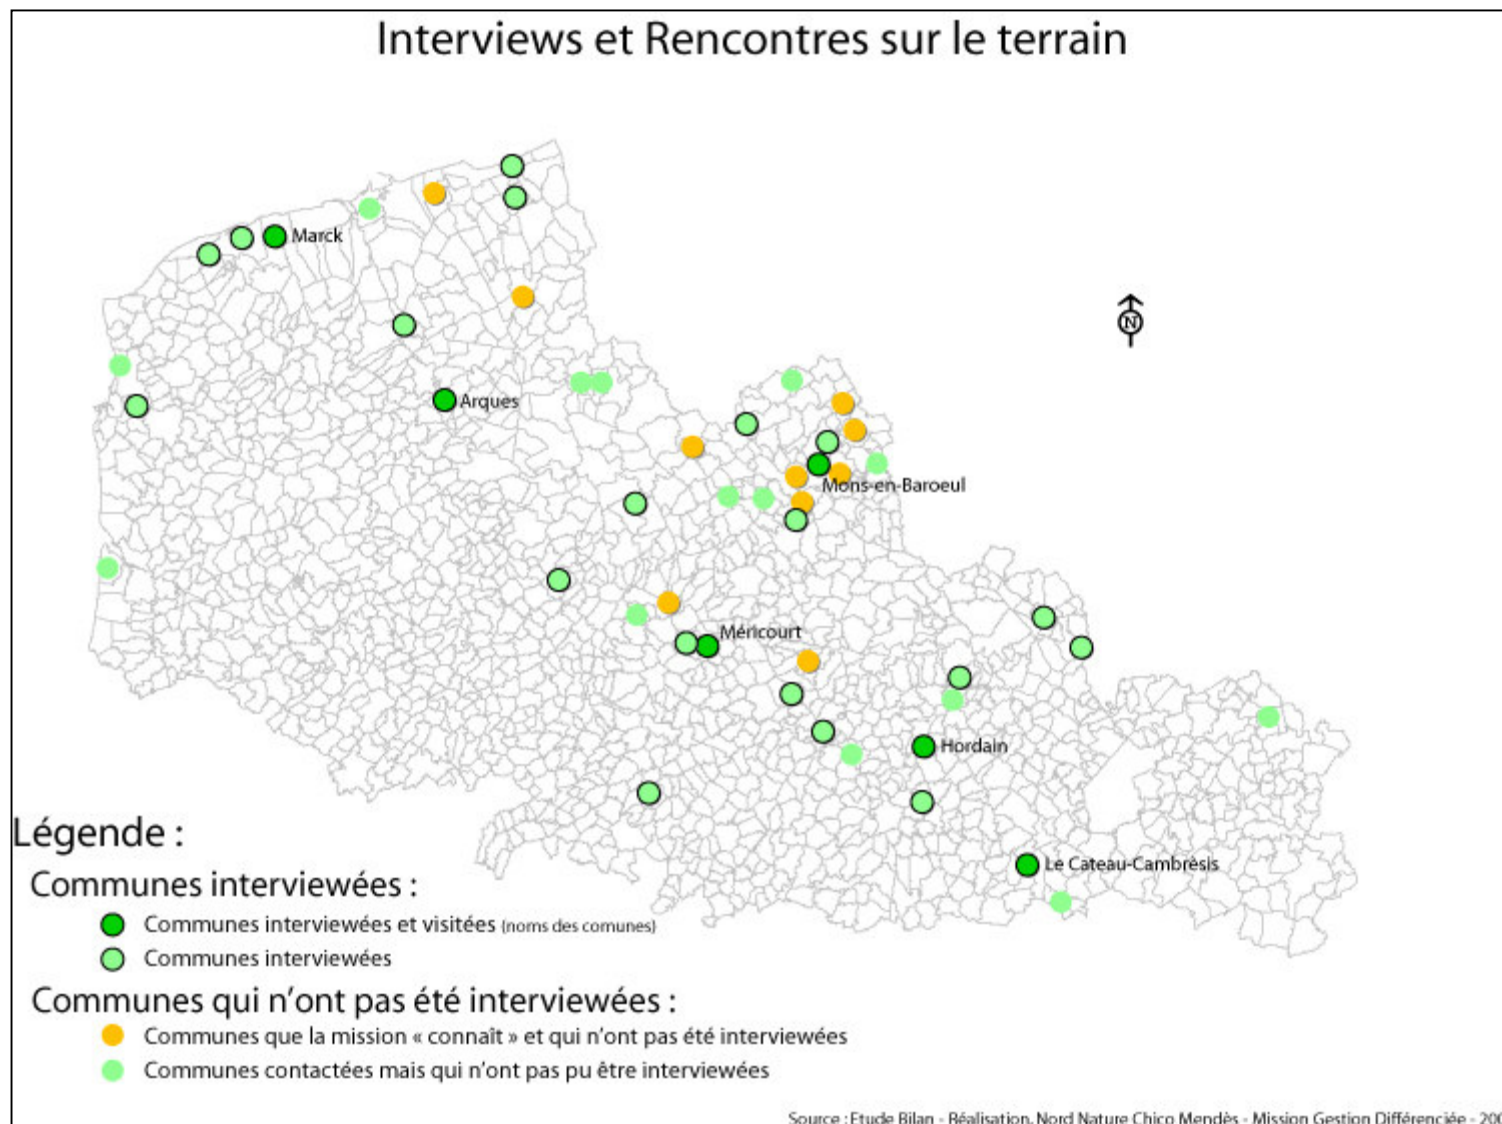 Interviews et Rencontres sur le terrain
Marck
N
Arques
Mons-en-Baroeul
Méricourt
Hordain
Le Cateau-Cambrésis
Légende :
Communes interviewées :
Communes interviewées et visitées (noms des comunes)
Communes interviewées
Communes qui n'ont pas été interviewées :
Communes que la mission « connaît » et qui n'ont pas été interviewées
Communes contactées mais qui n'ont pas pu être interviewées
Source : Etude Bilan - Réalisation, Nord Nature Chico Mendès - Mission Gestion Différenciée -